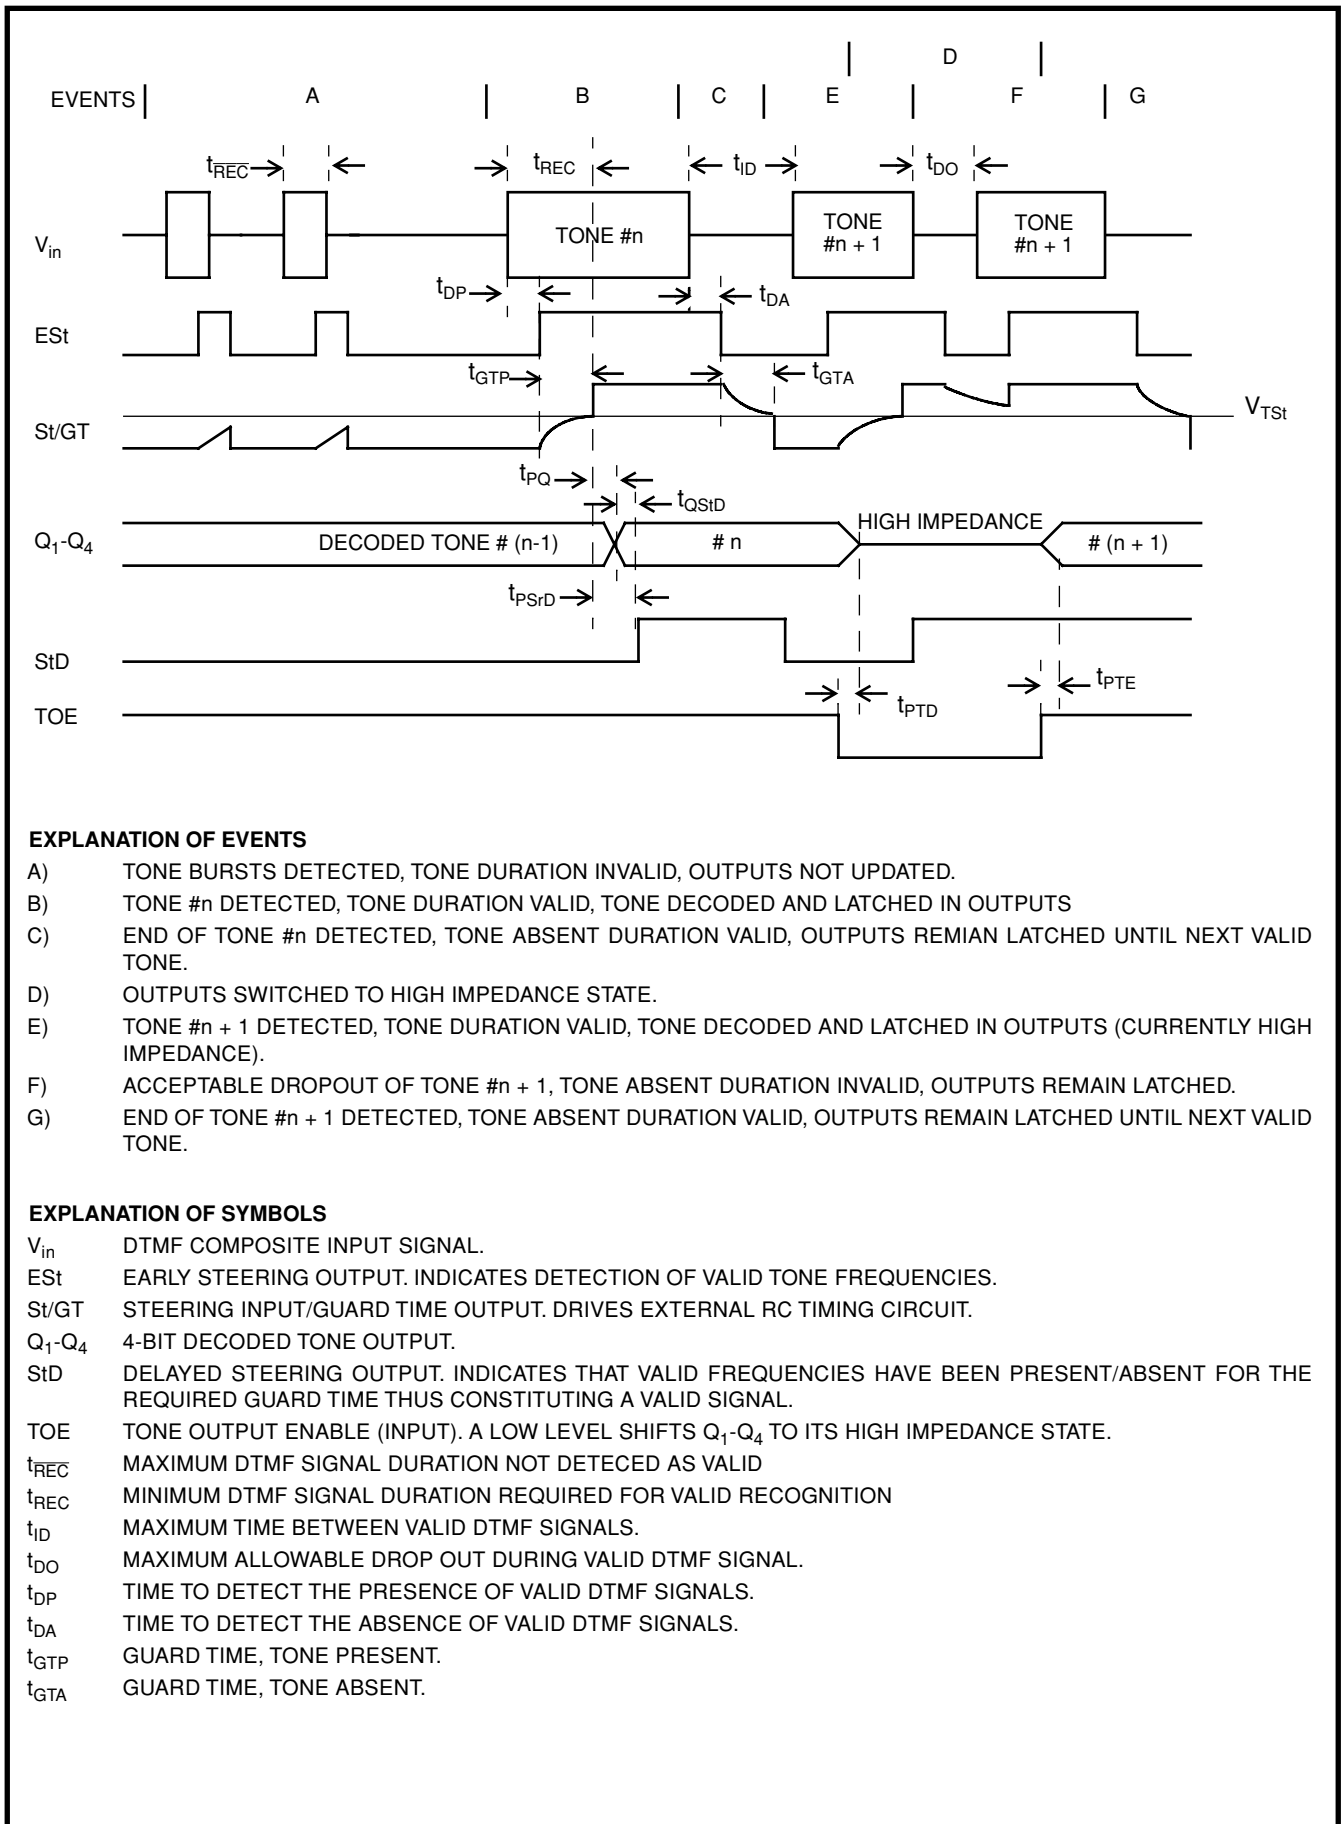 D
EVENTS A B C E F G
tREC tREC tID tDO
Vin TONE #n TONE #n + 1 TONE #n + 1
tDP tDA
ESt
tGTP tGTA
VTSt
St/GT
tPQ
tQStD
HIGH IMPEDANCE
Q1-Q4 DECODED TONE # (n-1) # n # (n + 1)
tPSrD
StD
tPTE
tPTD
TOE
EXPLANATION OF EVENTS
A) TONE BURSTS DETECTED, TONE DURATION INVALID, OUTPUTS NOT UPDATED.
B) TONE #n DETECTED, TONE DURATION VALID, TONE DECODED AND LATCHED IN OUTPUTS
C) END OF TONE #n DETECTED, TONE ABSENT DURATION VALID, OUTPUTS REMIAN LATCHED UNTIL NEXT VALID
TONE.
D) OUTPUTS SWITCHED TO HIGH IMPEDANCE STATE.
E) TONE #n + 1 DETECTED, TONE DURATION VALID, TONE DECODED AND LATCHED IN OUTPUTS (CURRENTLY HIGH
IMPEDANCE).
F) ACCEPTABLE DROPOUT OF TONE #n + 1, TONE ABSENT DURATION INVALID, OUTPUTS REMAIN LATCHED.
G) END OF TONE #n + 1 DETECTED, TONE ABSENT DURATION VALID, OUTPUTS REMAIN LATCHED UNTIL NEXT VALID
TONE.
EXPLANATION OF SYMBOLS
Vin DTMF COMPOSITE INPUT SIGNAL.
ESt EARLY STEERING OUTPUT. INDICATES DETECTION OF VALID TONE FREQUENCIES.
St/GT STEERING INPUT/GUARD TIME OUTPUT. DRIVES EXTERNAL RC TIMING CIRCUIT.
Q1-Q4 4-BIT DECODED TONE OUTPUT.
StD DELAYED STEERING OUTPUT. INDICATES THAT VALID FREQUENCIES HAVE BEEN PRESENT/ABSENT FOR THE
REQUIRED GUARD TIME THUS CONSTITUTING A VALID SIGNAL.
TOE TONE OUTPUT ENABLE (INPUT). A LOW LEVEL SHIFTS Q1-Q4 TO ITS HIGH IMPEDANCE STATE.
tREC MAXIMUM DTMF SIGNAL DURATION NOT DETECED AS VALID
tREC MINIMUM DTMF SIGNAL DURATION REQUIRED FOR VALID RECOGNITION
tID MAXIMUM TIME BETWEEN VALID DTMF SIGNALS.
tDO MAXIMUM ALLOWABLE DROP OUT DURING VALID DTMF SIGNAL.
tDP TIME TO DETECT THE PRESENCE OF VALID DTMF SIGNALS.
tDA TIME TO DETECT THE ABSENCE OF VALID DTMF SIGNALS.
tGTP GUARD TIME, TONE PRESENT.
tGTA GUARD TIME, TONE ABSENT.